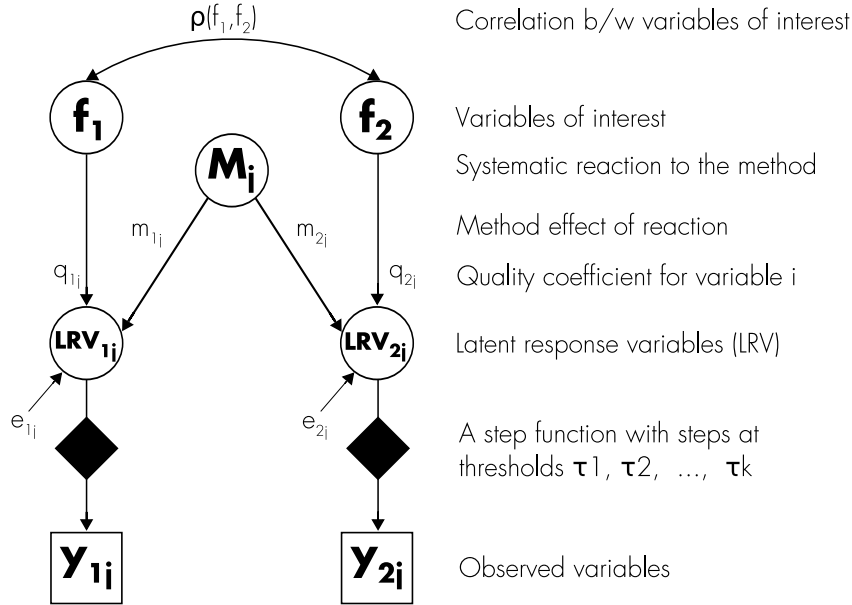 ρ(f₁,f₂) Correlation b/w variables of interest
f₁ f₂ Variables of interest
Mⱼ Systematic reaction to the method
m₁ⱼ m₂ⱼ Method effect of reaction
q₁ⱼ q₂ⱼ Quality coefficient for variable i
LRV₁ⱼ LRV₂ⱼ Latent response variables (LRV)
e₁ⱼ e₂ⱼ
A step function with steps at
thresholds τ1, τ2, ..., τk
y₁ⱼ y₂ⱼ Observed variables